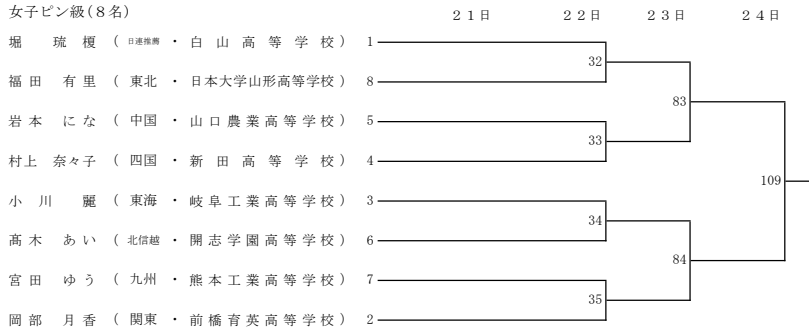 女子ピン級(8名) 21日 22日 23日 24日
堀 琉榎 (日連推薦・白山高等学校) 1
32
福田 有里 (東北・日本大学山形高等学校) 8
83
岩本 にな (中国・山口農業高等学校) 5
33
村上 奈々子 (四国・新田高等学校) 4
109
小川 麗 (東海・岐阜工業高等学校) 3
34
髙木 あい (北信越・開志学園高等学校) 6
84
宮田 ゆう (九州・熊本工業高等学校) 7
35
岡部 月香 (関東・前橋育英高等学校) 2